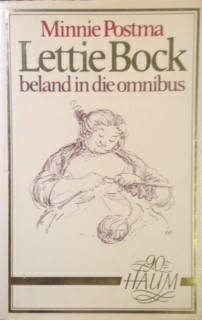 Minnie Postma
Lettie Bock
beland in die omnibus
90
HAUM